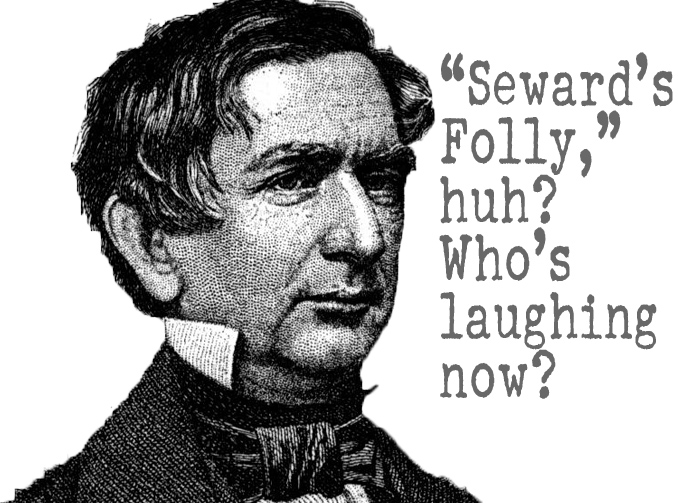 “Seward’s
Folly,”
huh?
Who’s
laughing
now?